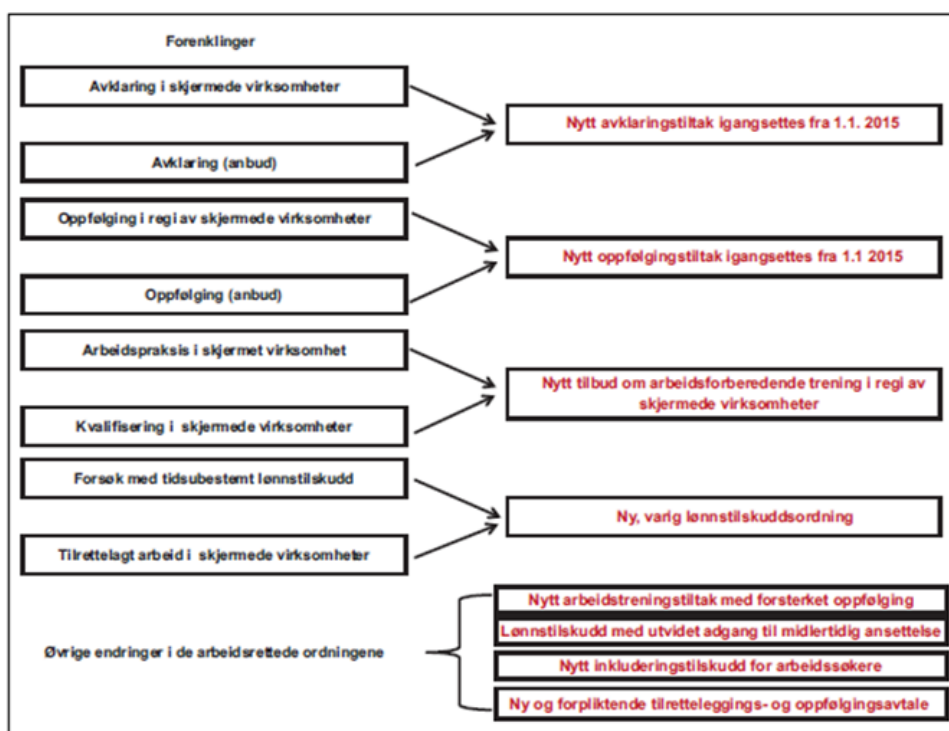 Forenklinger
Avklaring i skjermede virksomheter
Nytt avklaringstiltak igangsettes fra 1.1. 2015
Avklaring (anbud)
Oppfølging i regi av skjermede virksomheter
Nytt oppfølgingstiltak igangsettes fra 1.1 2015
Oppfølging (anbud)
Arbeidspraksis i skjermet virksomhet
Nytt tilbud om arbeidsforberedende trening i regi av
skjermede virksomheter
Kvalifisering i skjermede virksomheter
Forsøk med tidsubestemt lønnstilskudd
Ny, varig lønnstilskuddsordning
Tilrettelagt arbeid i skjermede virksomheter
Øvrige endringer i de arbeidsrettede ordningene
Nytt arbeidstreningstiltak med forsterket oppfølging
Lønnstilskudd med utvidet adgang til midlertidig ansettelse
Nytt inkluderingstilskudd for arbeidssøkere
Ny og forpliktende tilretteleggings- og oppfølgingsavtale